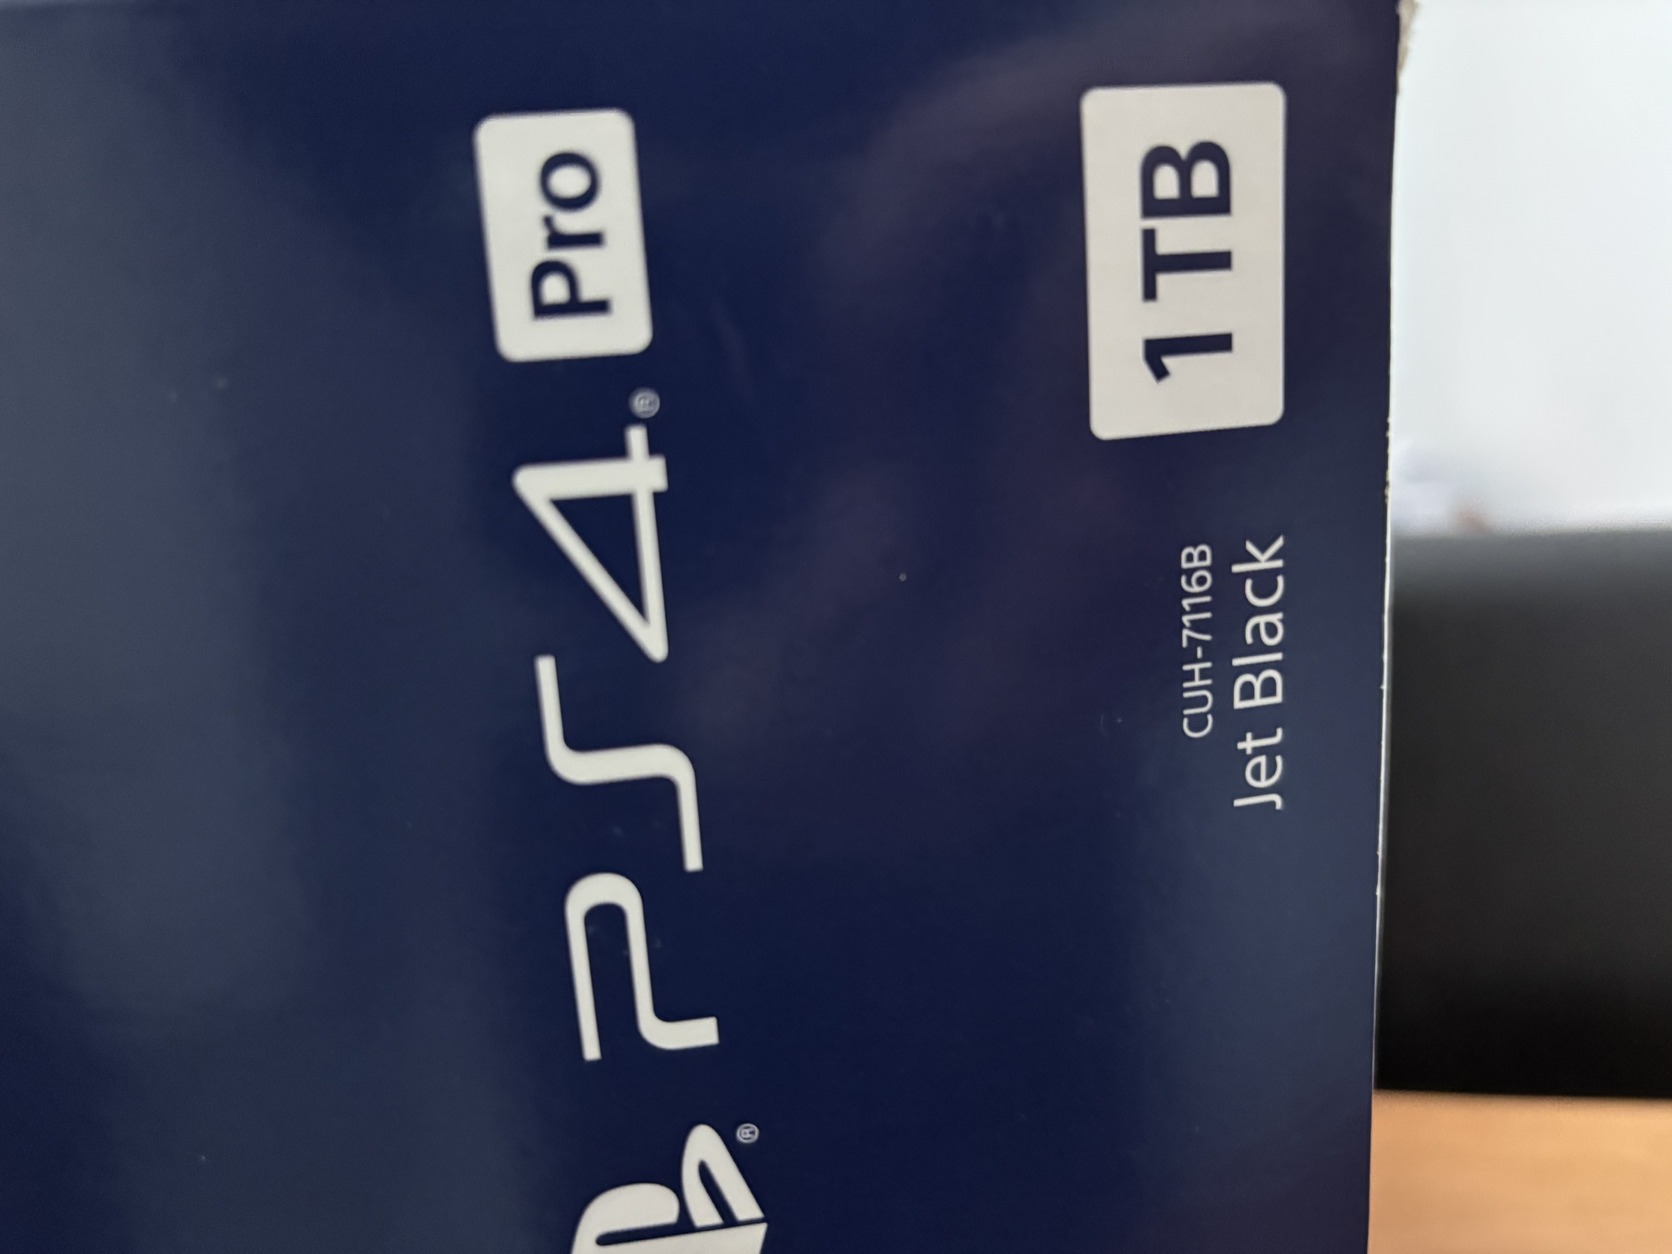 PS4® Pro
1TB
CUH-7116B
Jet Black
®